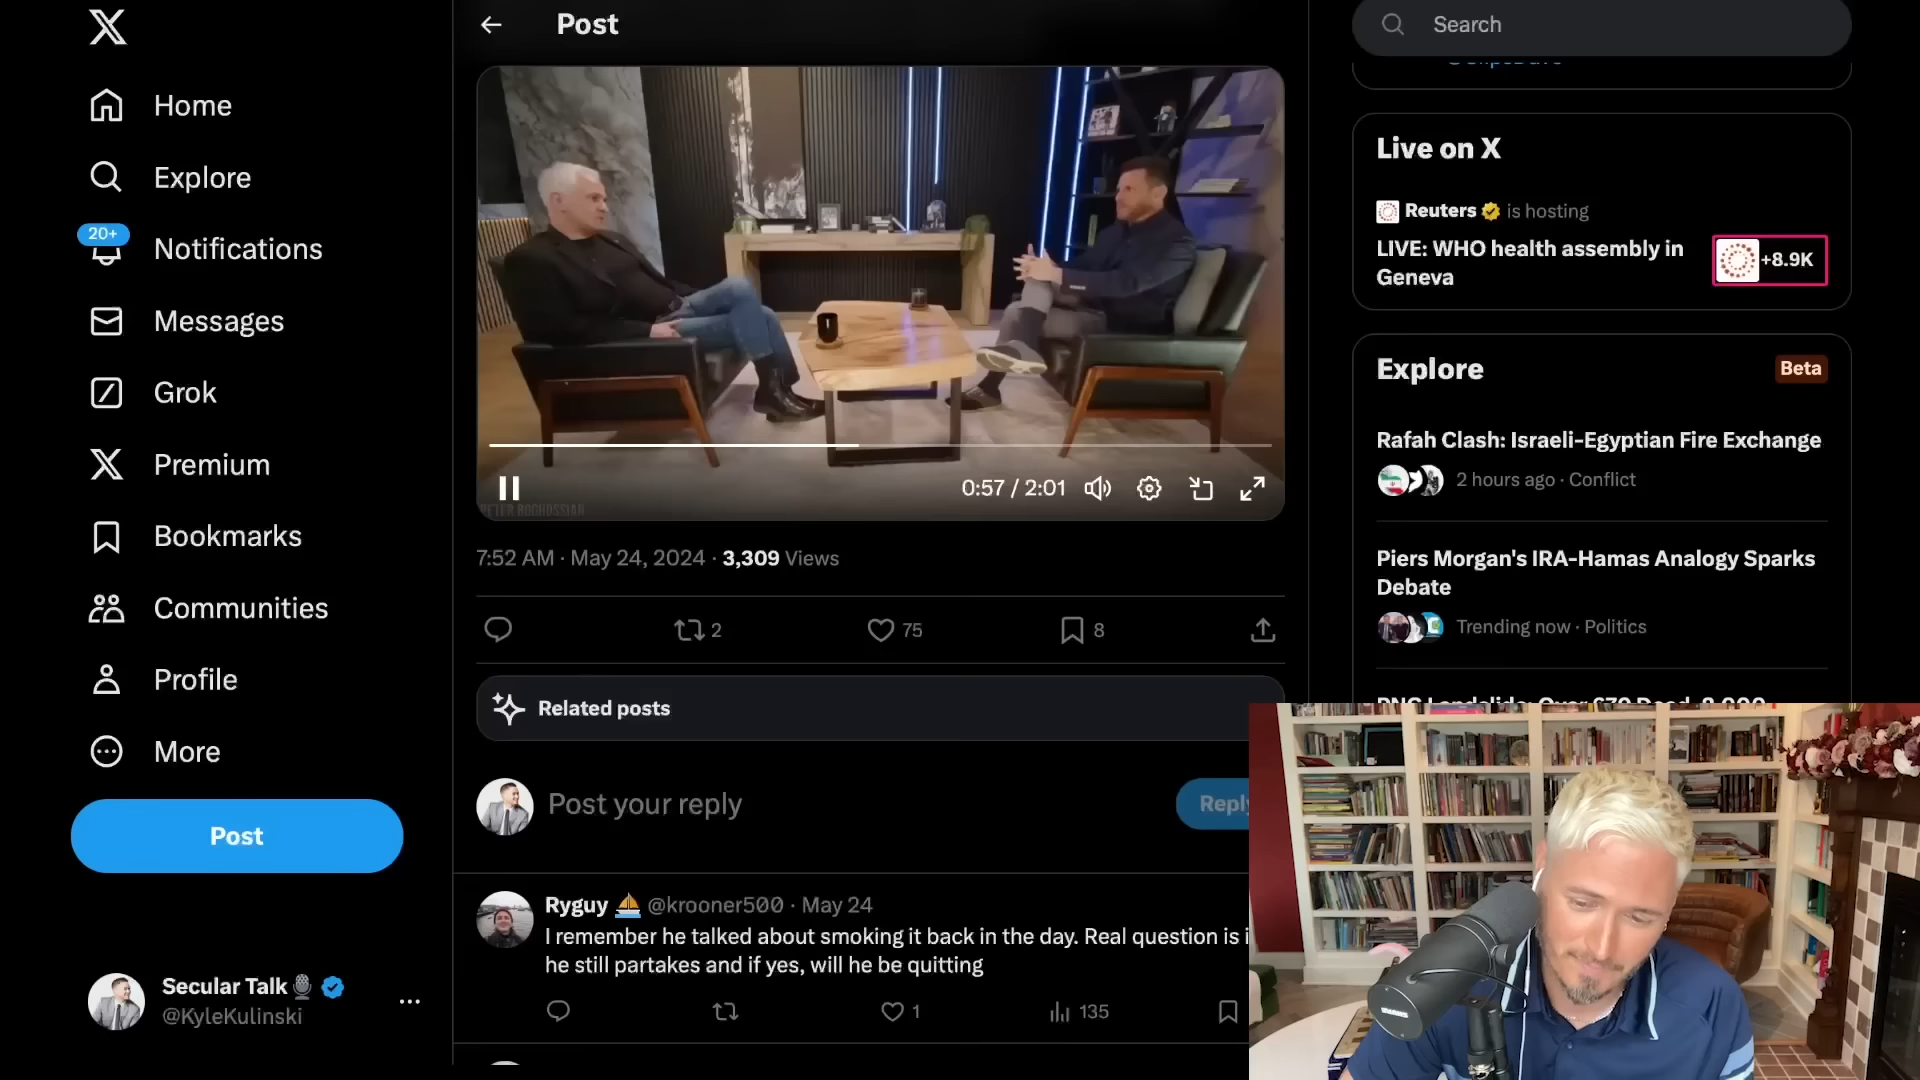 Home
Explore
20+
Notifications
Messages
Grok
Premium
Bookmarks
Communities
Profile
More
Post
Secular Talk
@KyleKulinski
Post
0:57 / 2:01
PETER BOGHOSSIAN
7:52 AM · May 24, 2024 · 3,309 Views
2
75
8
Related posts
Post your reply
Reply
Ryguy @krooner500 · May 24
I remember he talked about smoking it back in the day. Real question is
he still partakes and if yes, will he be quitting
1
135
Search
Live on X
Reuters is hosting
LIVE: WHO health assembly in
Geneva
+8.9K
Explore
Beta
Rafah Clash: Israeli-Egyptian Fire Exchange
2 hours ago · Conflict
Piers Morgan's IRA-Hamas Analogy Sparks
Debate
Trending now · Politics